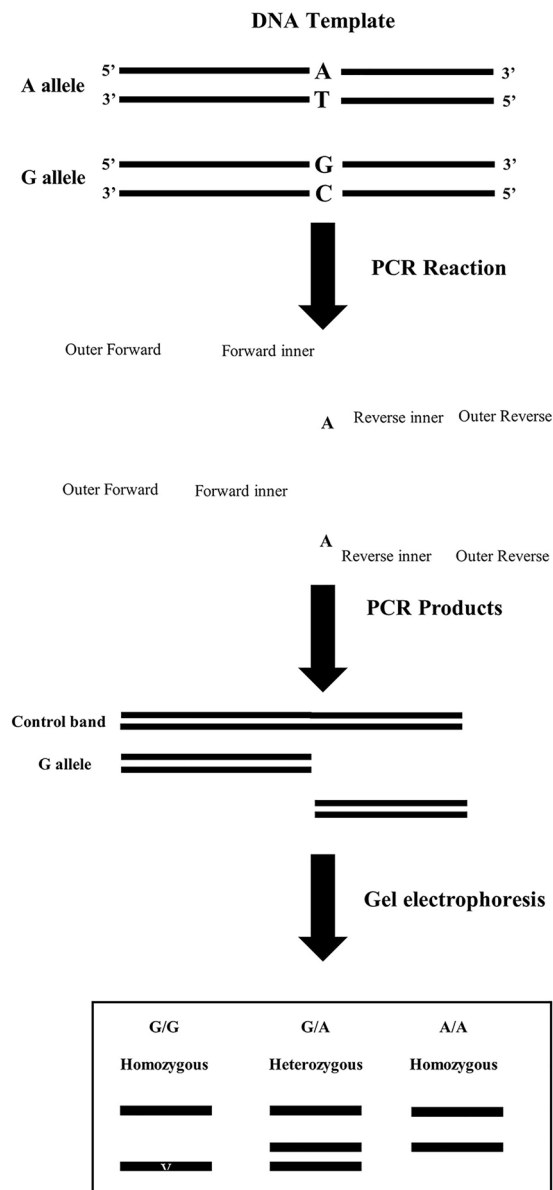 DNA Template
5’ A 3’
A allele
3’ T 5’
5’ G 3’
G allele
3’ C 5’
PCR Reaction
Outer Forward Forward inner
A Reverse inner Outer Reverse
Outer Forward Forward inner
A
Reverse inner Outer Reverse
PCR Products
Control band
G allele
Gel electrophoresis
G/G G/A A/A
Homozygous Heterozygous Homozygous
V